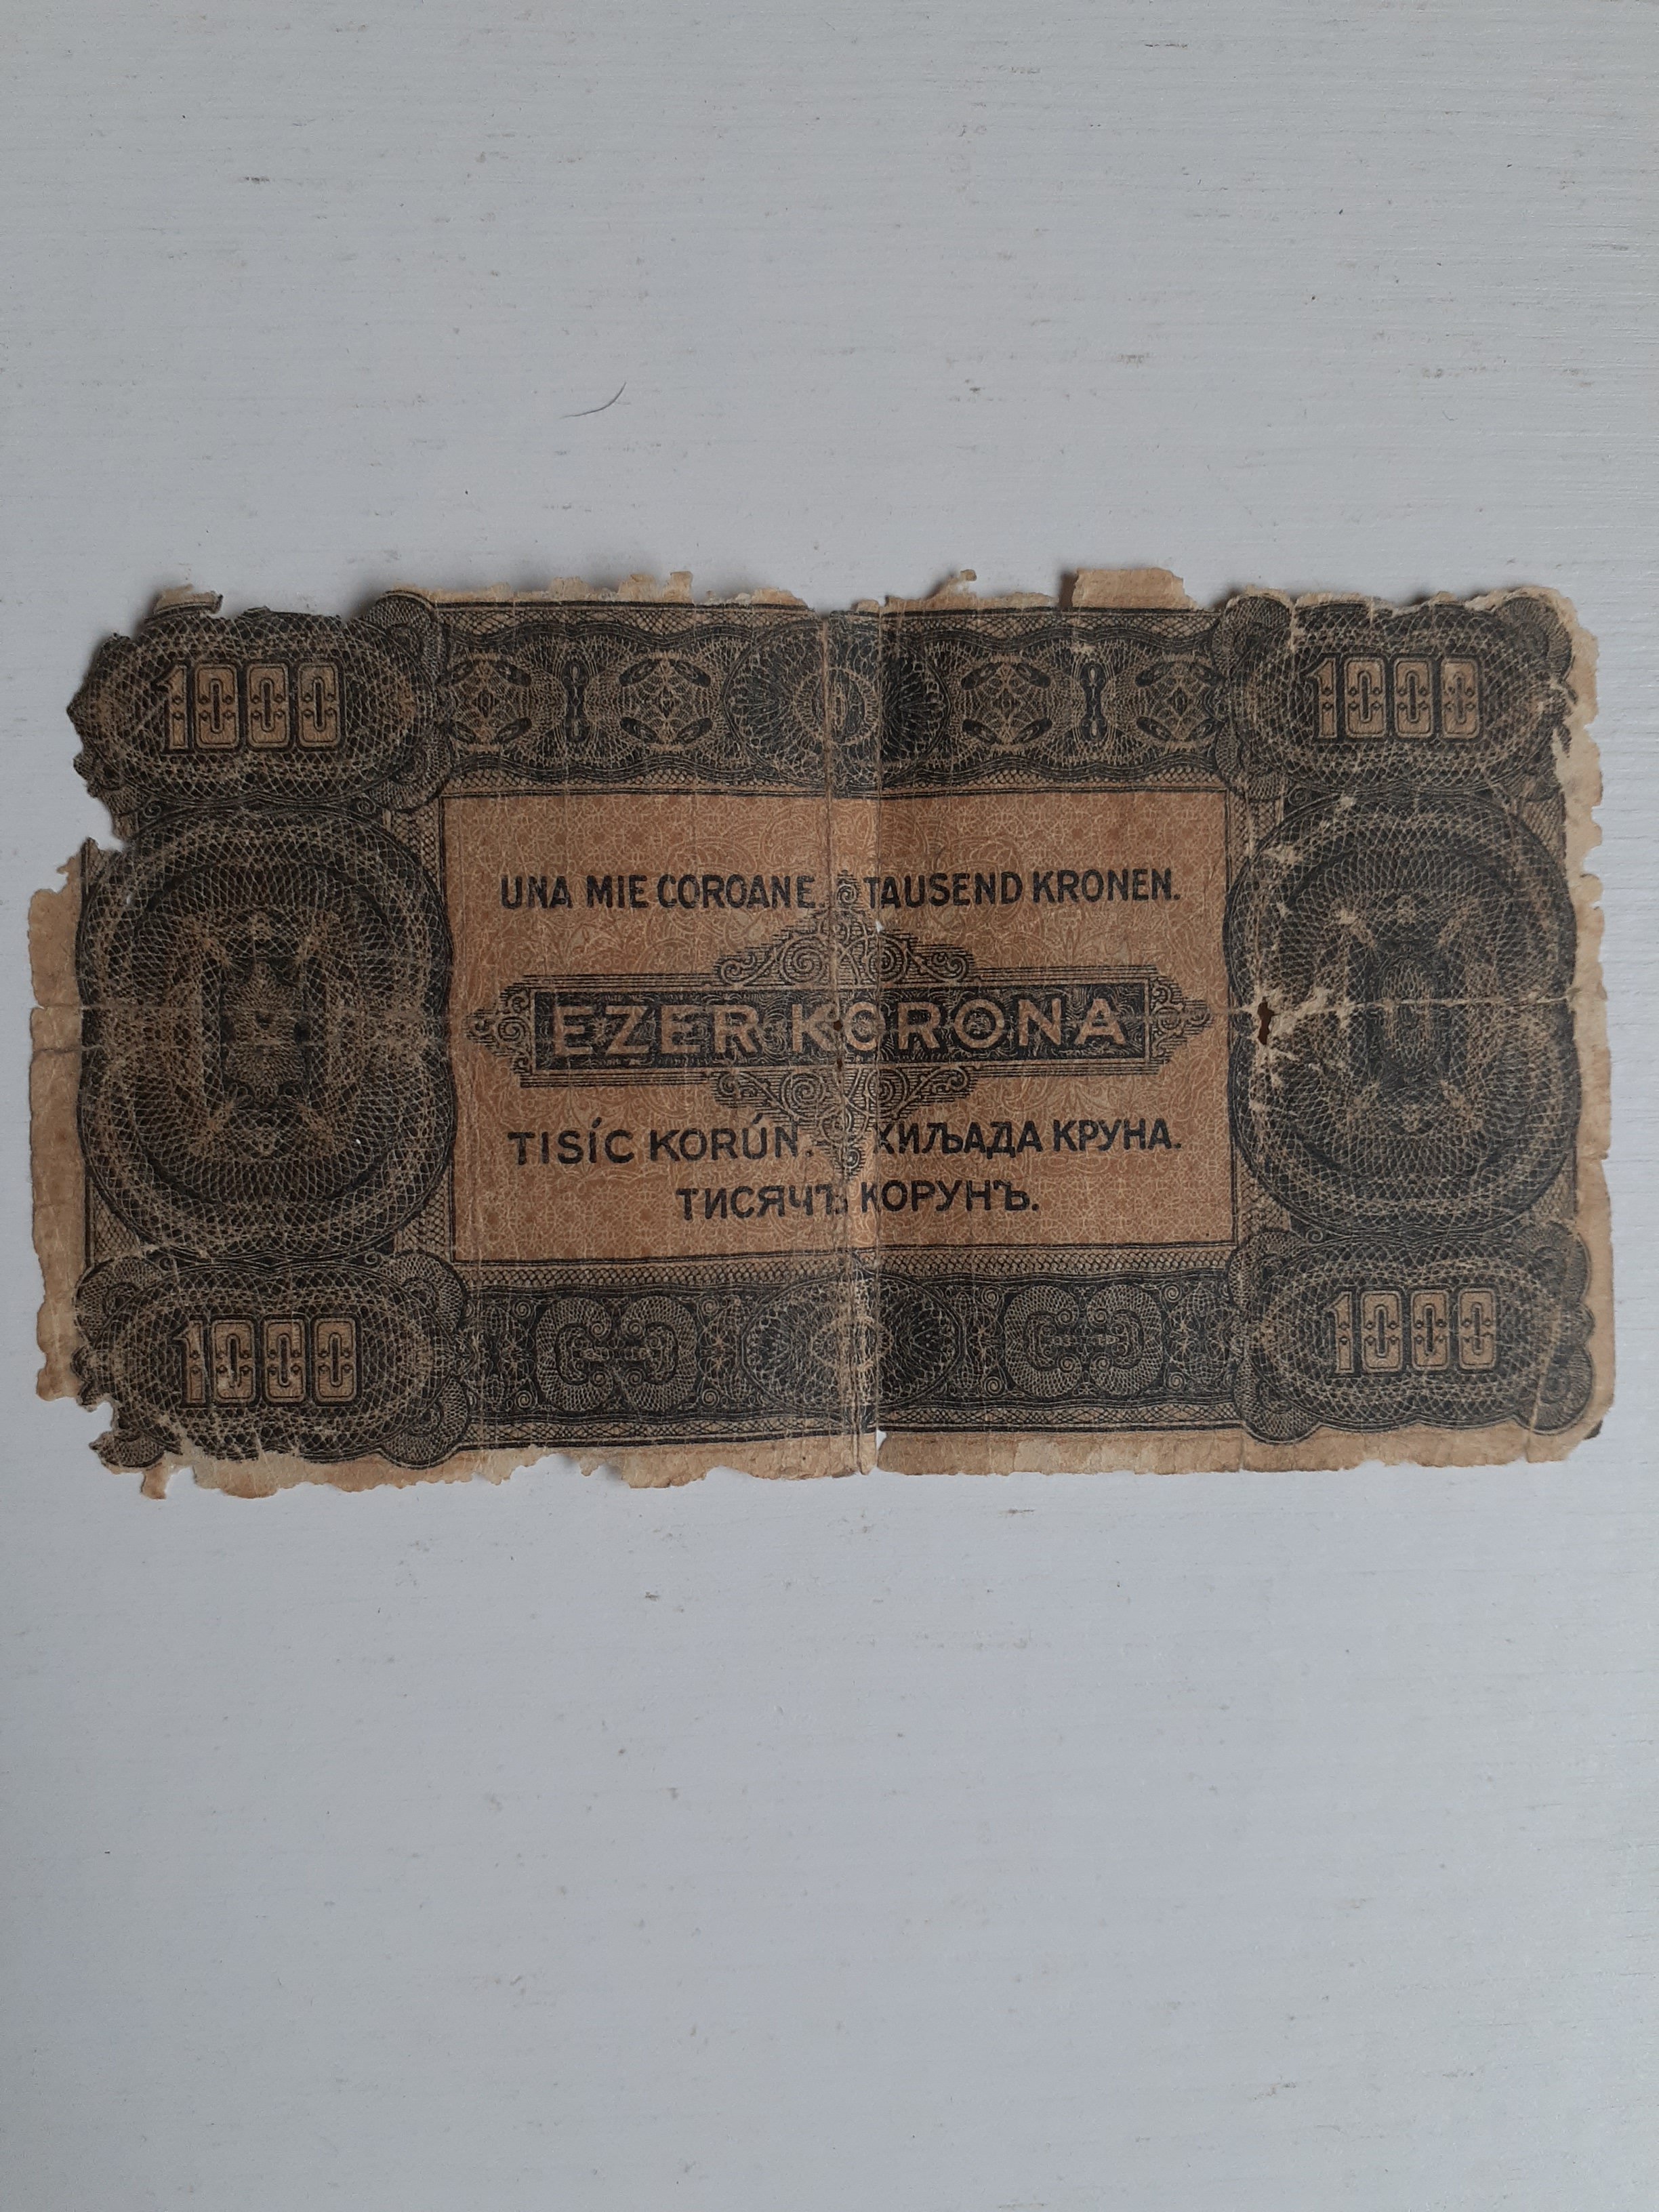 1000 1000
UNA MIE COROANE. TAUSEND KRONEN.
EZER KORONA
TISÍC KORÚN. ХИЉАДА КРУНА.
ТИСЯЧЪ КОРУНЪ.
1000 1000